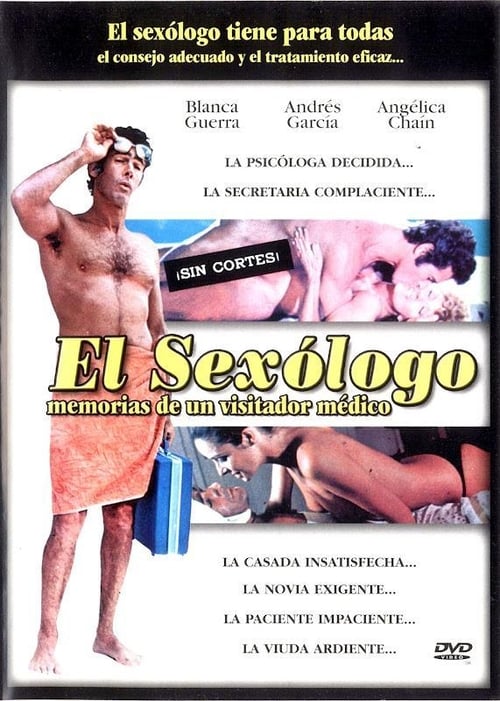 El sexólogo tiene para todas
el consejo adecuado y el tratamiento eficaz...
Blanca Guerra
Andrés García
Angélica Chaín
LA PSICÓLOGA DECIDIDA...
LA SECRETARIA COMPLACIENTE...
¡SIN CORTES!
El Sexólogo
memorias de un visitador médico
LA CASADA INSATISFECHA...
LA NOVIA EXIGENTE...
LA PACIENTE IMPACIENTE...
LA VIUDA ARDIENTE...
DVD
VIDEO